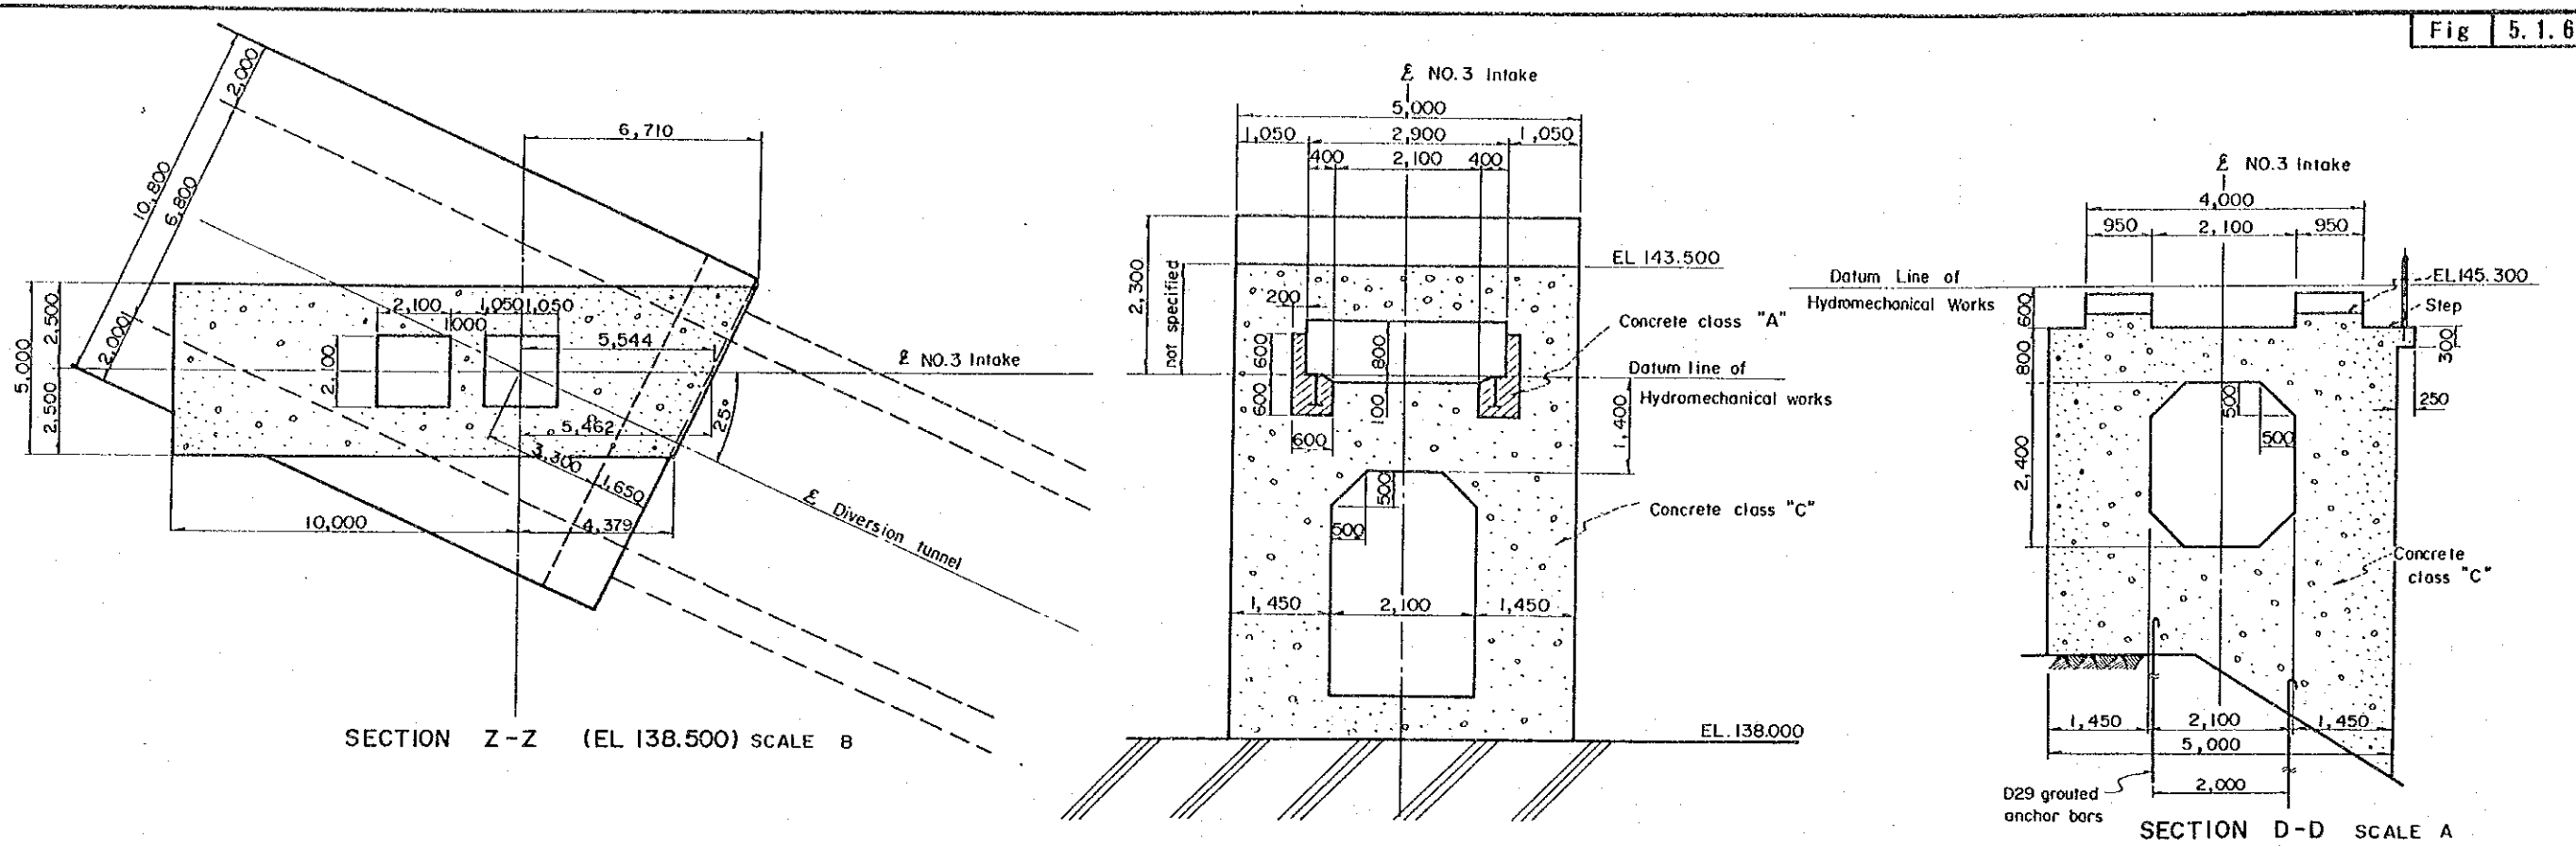 Fig 5.1.6
12,000
10,800
6,800
2,0001
6,710
5,000
2,500
2,500
2,100
1,050
1,050
1000
2,100
5,544
℄ NO.3 Intake
5,462
25°
3,300
1,650
10,000
4,379
℄ Diversion tunnel
SECTION Z-Z (EL 138.500) SCALE B
℄ NO.3 Intake
5,000
1,050
2,900
1,050
400
2,100
400
2,300
not specified
EL 143.500
200
Concrete class "A"
600
600
800
100
Datum line of
Hydromechanical works
1,400
600
500
500
Concrete class "C"
1,450
2,100
1,450
EL.138.000
℄ NO.3 Intake
4,000
950
2,100
950
Datum Line of
Hydromechanical Works
EL145.300
Step
600
800
300
250
500
500
2,400
Concrete
class "C"
1,450
2,100
1,450
5,000
2,000
D29 grouted
anchor bars
SECTION D-D SCALE A